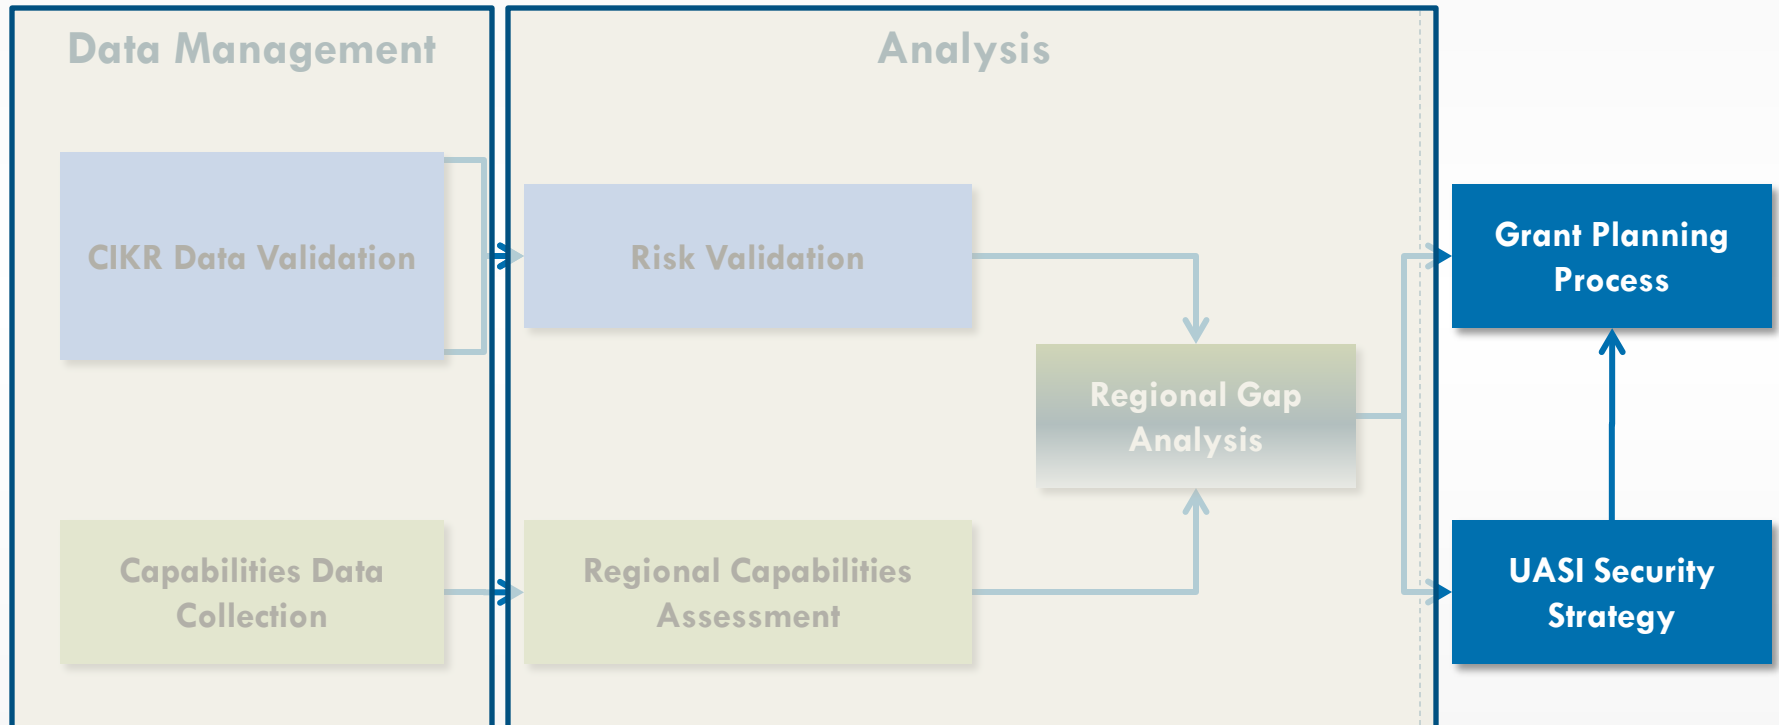 Data Management
Analysis
CIKR Data Validation
Risk Validation
Grant Planning
Process
Regional Gap
Analysis
Capabilities Data
Collection
Regional Capabilities
Assessment
UASI Security
Strategy